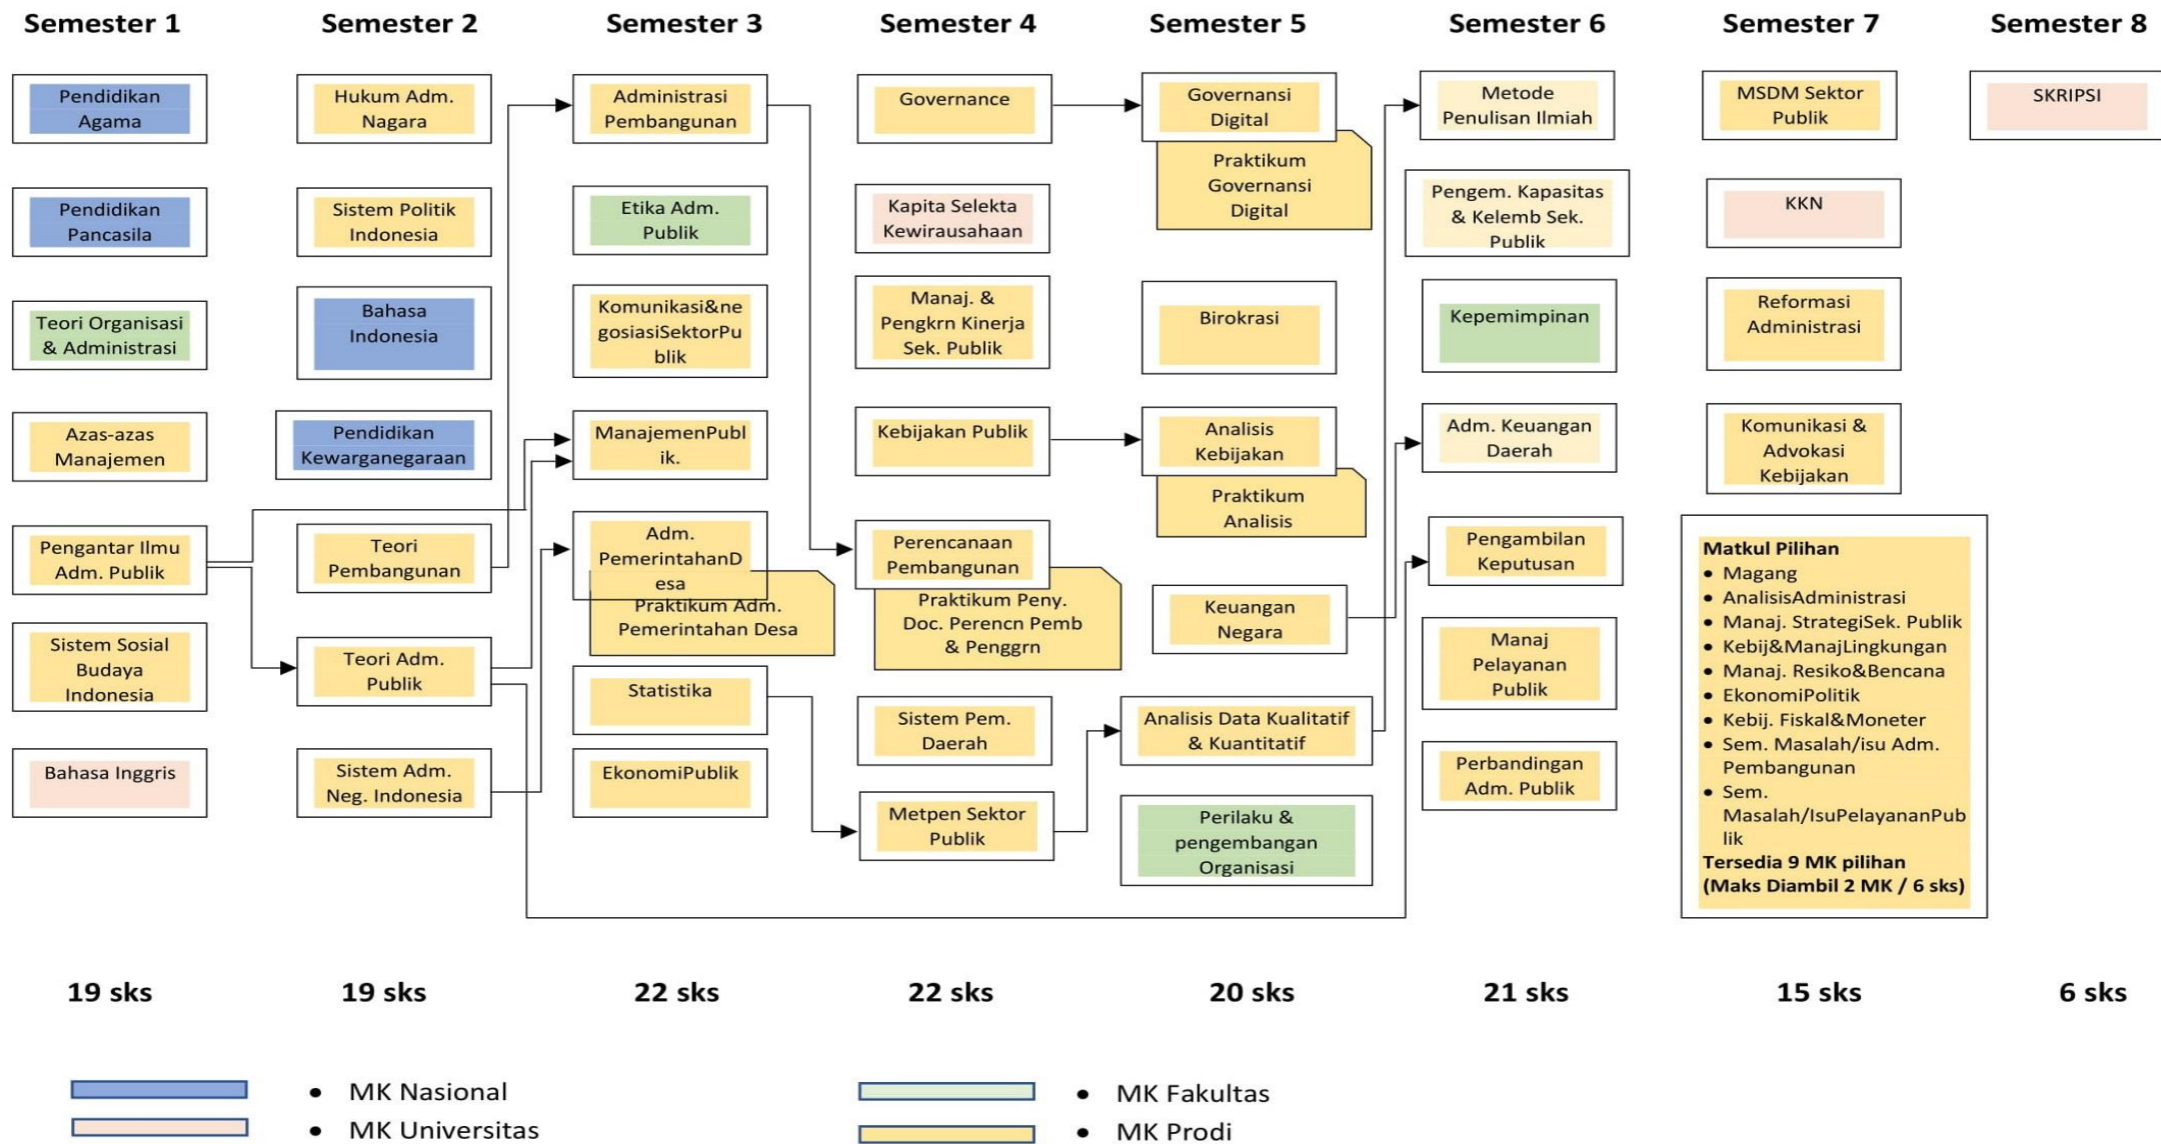 Semester 1
Semester 2
Semester 3
Semester 4
Semester 5
Semester 6
Semester 7
Semester 8
Pendidikan
Agama
Pendidikan
Pancasila
Teori Organisasi
& Administrasi
Azas-azas
Manajemen
Pengantar Ilmu
Adm. Publik
Sistem Sosial
Budaya
Indonesia
Bahasa Inggris
Hukum Adm.
Nagara
Sistem Politik
Indonesia
Bahasa
Indonesia
Pendidikan
Kewarganegaraan
Teori
Pembangunan
Teori Adm.
Publik
Sistem Adm.
Neg. Indonesia
Administrasi
Pembangunan
Etika Adm.
Publik
Komunikasi&ne
gosiasiSektorPu
blik
ManajemenPubl
ik.
Adm.
PemerintahanD
esa
Praktikum Adm.
Pemerintahan Desa
Statistika
EkonomiPublik
Governance
Kapita Selekta
Kewirausahaan
Manaj. &
Pengkrn Kinerja
Sek. Publik
Kebijakan Publik
Perencanaan
Pembangunan
Praktikum Peny.
Doc. Perencn Pemb
& Penggrn
Sistem Pem.
Daerah
Metpen Sektor
Publik
Governansi
Digital
Praktikum
Governansi
Digital
Birokrasi
Analisis
Kebijakan
Praktikum
Analisis
Keuangan
Negara
Analisis Data Kualitatif
& Kuantitatif
Perilaku &
pengembangan
Organisasi
Metode
Penulisan Ilmiah
Pengem. Kapasitas
& Kelemb Sek.
Publik
Kepemimpinan
Adm. Keuangan
Daerah
Pengambilan
Keputusan
Manaj
Pelayanan
Publik
Perbandingan
Adm. Publik
MSDM Sektor
Publik
KKN
Reformasi
Administrasi
Komunikasi &
Advokasi
Kebijakan
Matkul Pilihan
• Magang
• AnalisisAdministrasi
• Manaj. StrategiSek. Publik
• Kebij&ManajLingkungan
• Manaj. Resiko&Bencana
• EkonomiPolitik
• Kebij. Fiskal&Moneter
• Sem. Masalah/isu Adm.
Pembangunan
• Sem.
Masalah/IsuPelayananPub
lik
Tersedia 9 MK pilihan
(Maks Diambil 2 MK / 6 sks)
SKRIPSI
19 sks
19 sks
22 sks
22 sks
20 sks
21 sks
15 sks
6 sks
• MK Nasional
• MK Universitas
• MK Fakultas
• MK Prodi